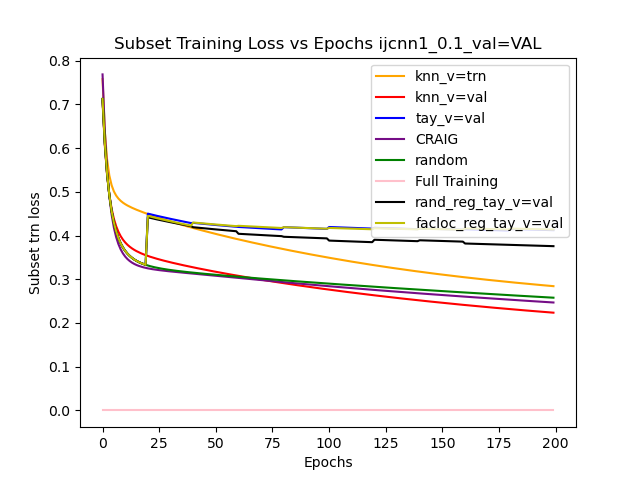 Subset Training Loss vs Epochs ijcnn1_0.1_val=VAL
0.8
0.7
0.6
0.5
0.4
0.3
0.2
0.1
0.0
Subset trn loss
knn_v=trn
knn_v=val
tay_v=val
CRAIG
random
Full Training
rand_reg_tay_v=val
facloc_reg_tay_v=val
0 25 50 75 100 125 150 175 200
Epochs